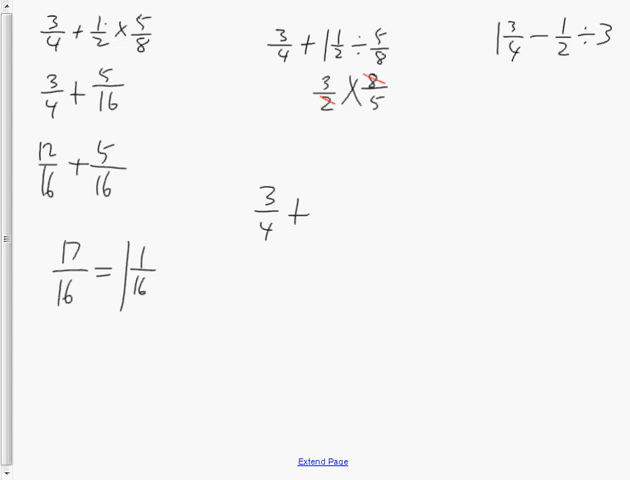 3/4 + 1/2 × 5/8
3/4 + 5/16
12/16 + 5/16
17/16 = 1 1/16
3/4 + 1 1/2 ÷ 5/8
3/2 × 8/5
3/4 +
1 3/4 - 1/2 ÷ 3
Extend Page